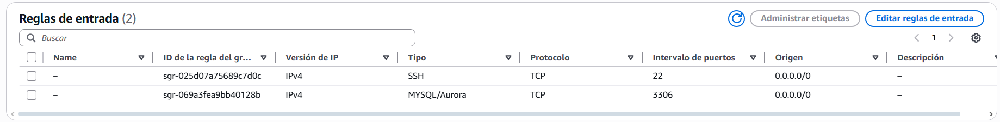 Reglas de entrada (2)
Administrar etiquetas
Editar reglas de entrada
Buscar
1
Name ID de la regla del gr... Versión de IP Tipo Protocolo Intervalo de puertos Origen Descripción
– sgr-025d07a75689c7d0c IPv4 SSH TCP 22 0.0.0.0/0 –
– sgr-069a3fea9bb40128b IPv4 MYSQL/Aurora TCP 3306 0.0.0.0/0 –